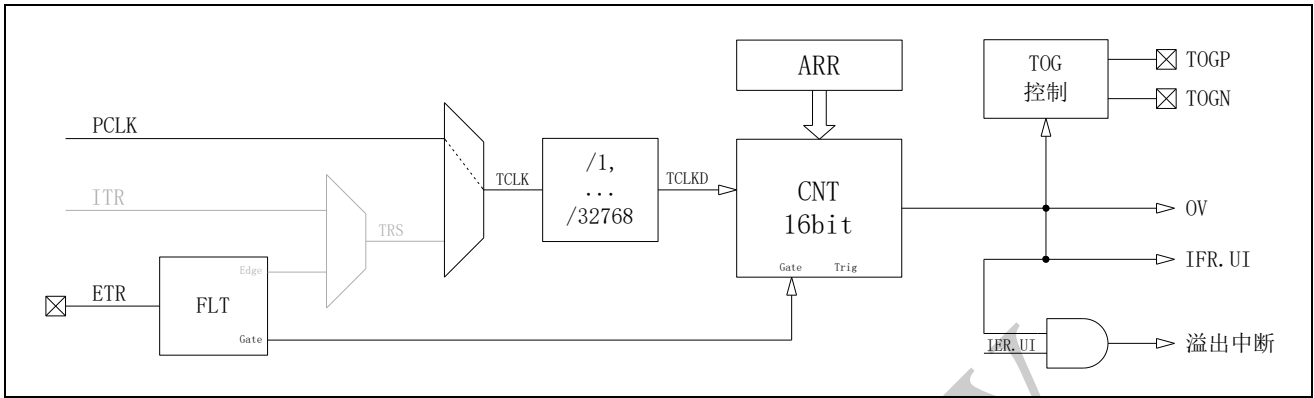 ARR
TOG
控制
TOGP
TOGN
PCLK
ITR
TRS
TCLK
/1,
...
/32768
TCLKD
CNT
16bit
Gate
Trig
OV
IFR.UI
ETR
FLT
Edge
Gate
IER.UI
溢出中断